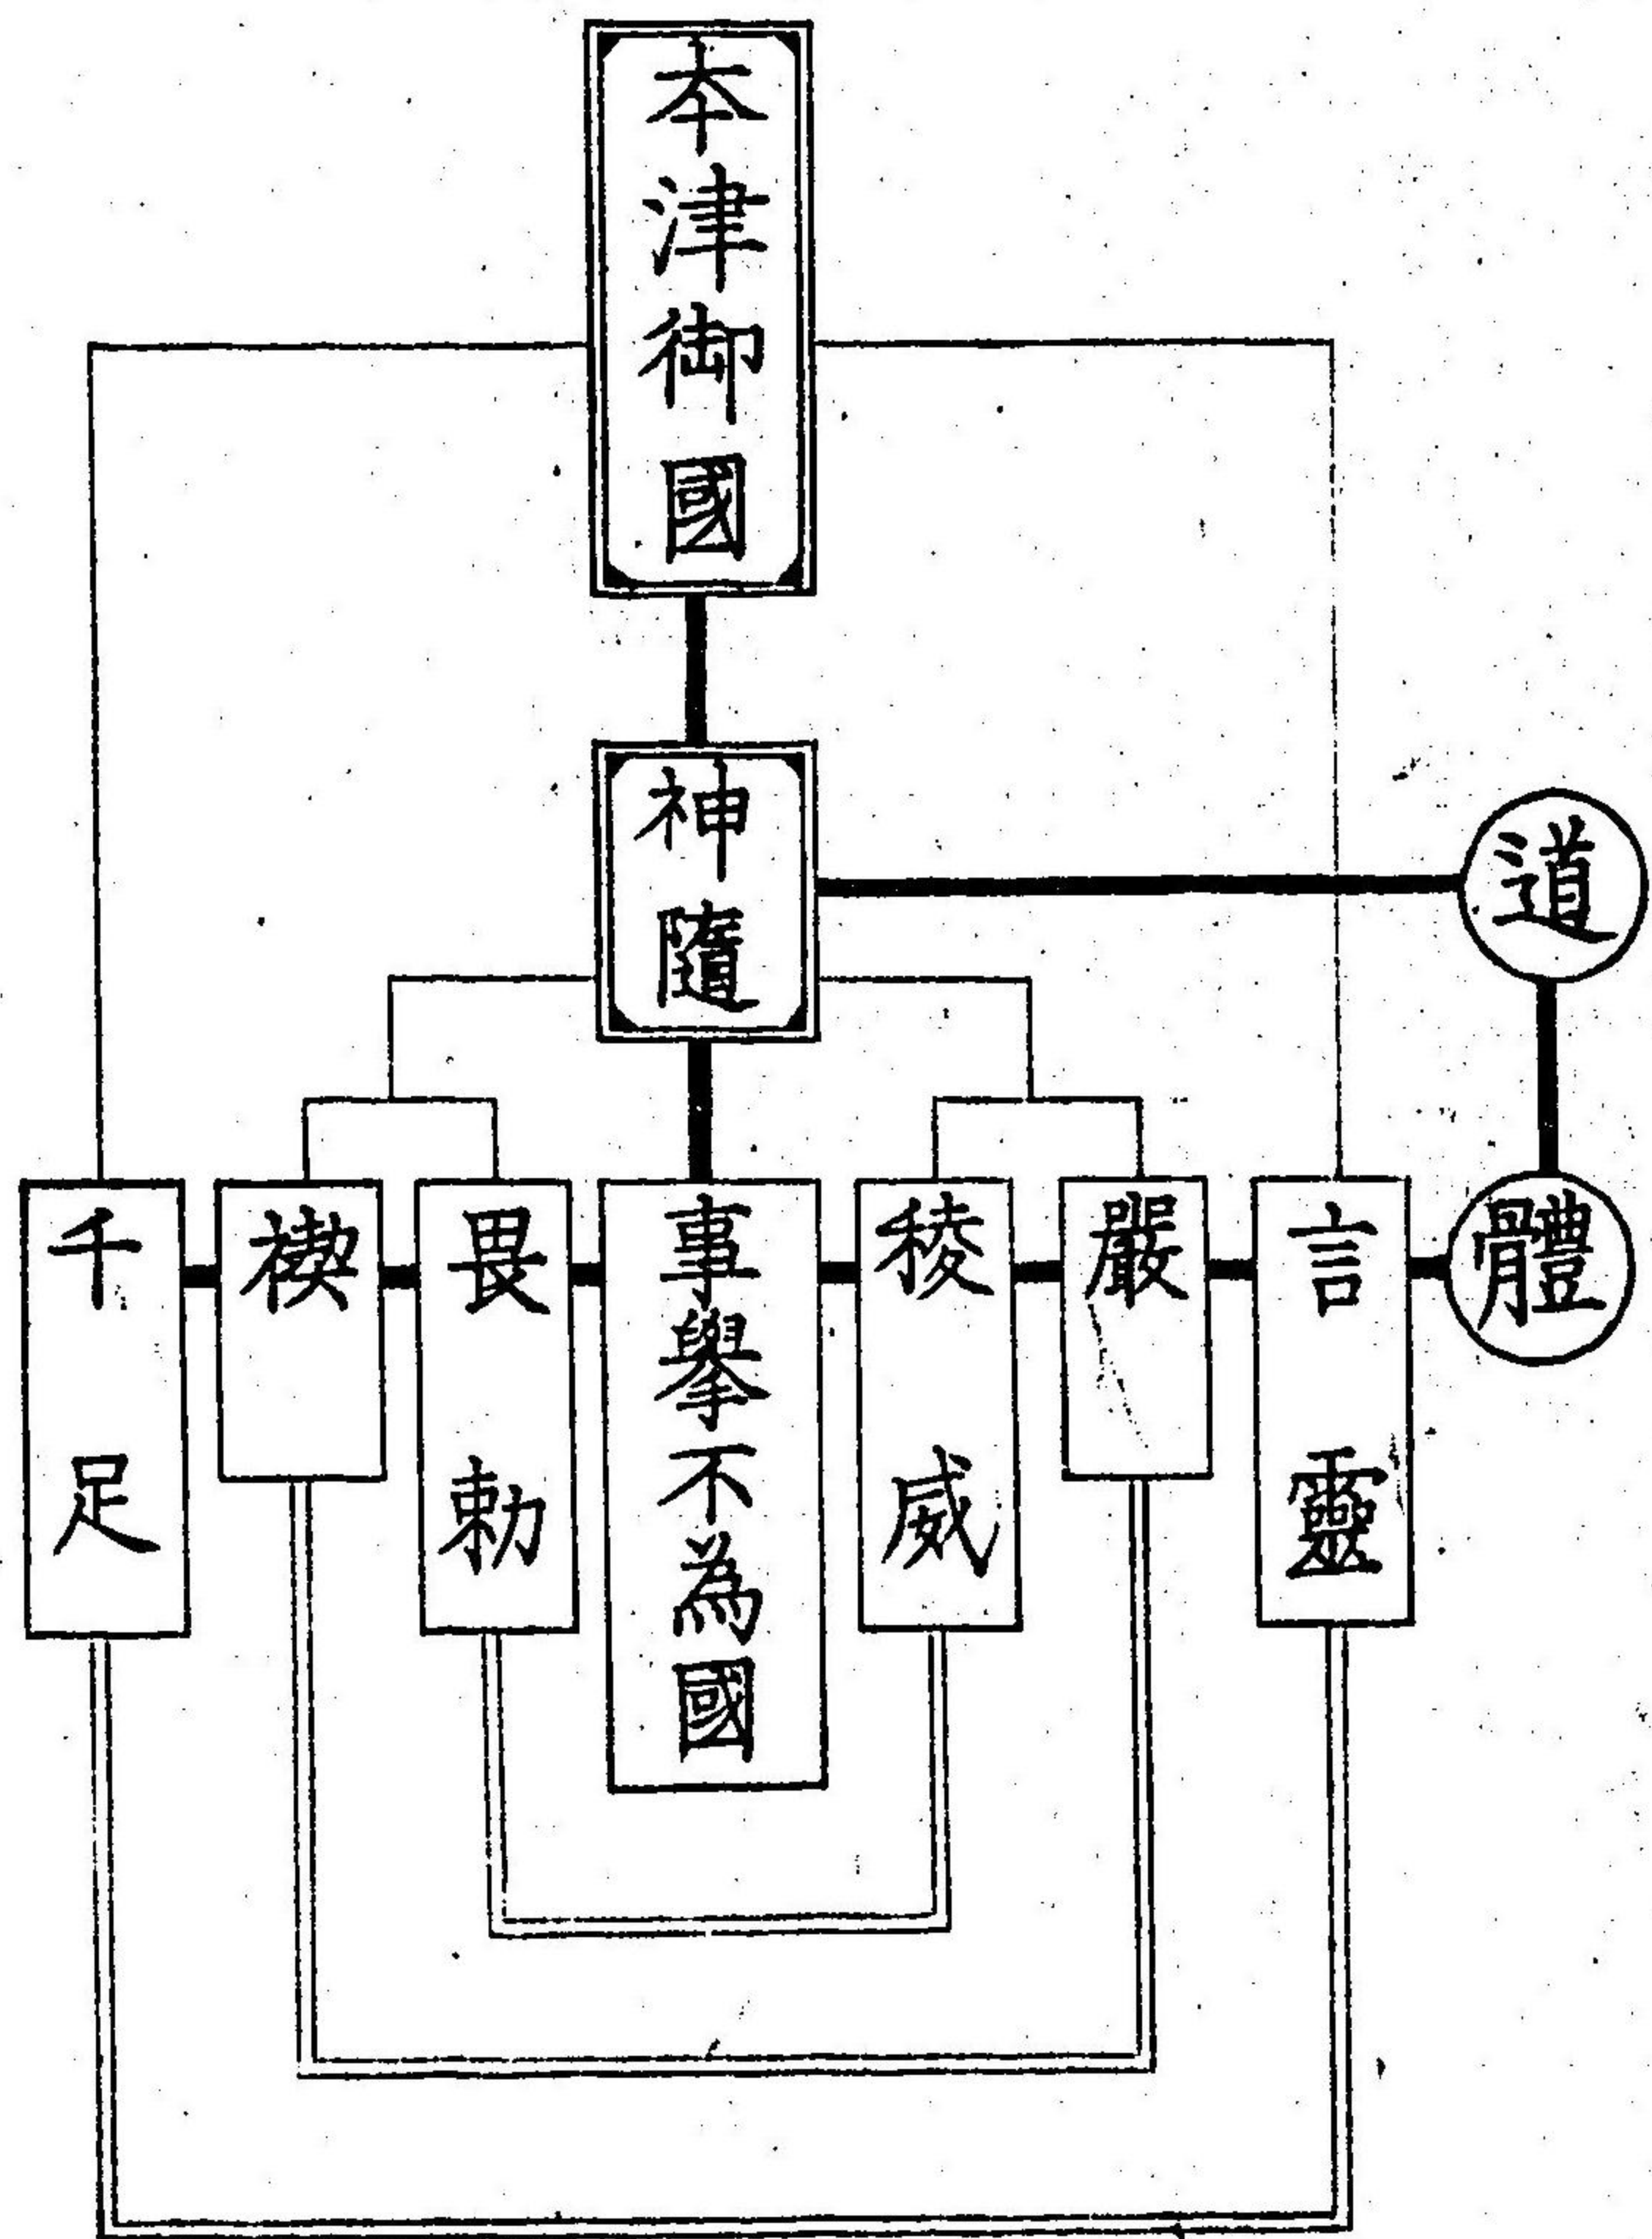 本津御國
神隨
道
體
言靈
嚴
稜威
事擧不為國
畏勅
禊
千足